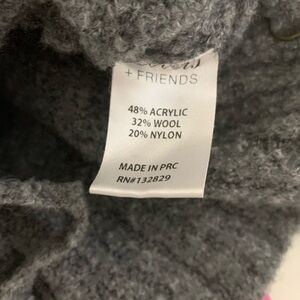 + FRIENDS
48% ACRYLIC
32% WOOL
20% NYLON
MADE IN PRC
RN#132829